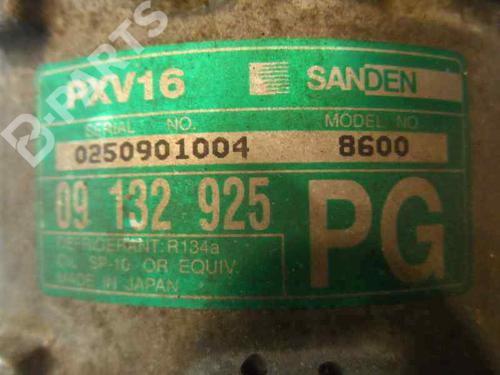 PXV16 SANDEN
SERIAL NO. MODEL NO.
0250901004 8600
09 132 925 PG
REFRIGERANT: R134a
OIL SP-10 OR EQUIV.
MADE IN JAPAN
B-PARTS